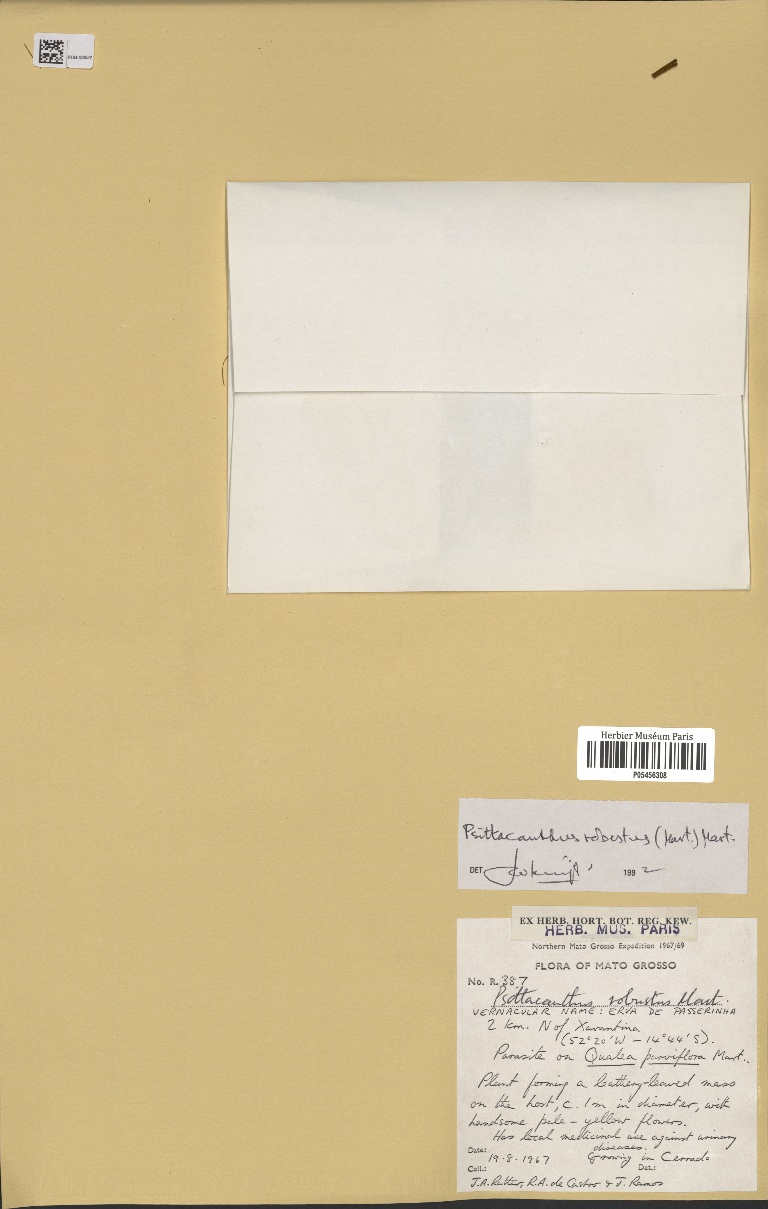 Herbier Muséum Paris
P05456308
Psittacanthus robustus (Mart.) Mart.
DET
1992
EX HERB. HORT. BOT. REG. KEW.
HERB. MUS. PARIS
Northern Mato Grosso Expedition 1967/69
FLORA OF MATO GROSSO
No. R. 387
Psittacanthus robustus Mart.
VERNACULAR NAME: ERVA DE PASSERINHA
2 km. N of Xavantina
(52°20'W – 14°44'S).
Parasite on Qualea parviflora Mart.
Plant forming a leathery-leaved mass
on the host, c. 1 m in diameter, with
handsome pale-yellow flowers.
Has local medicinal use against urinary
diseases.
Date: 19.8.1967 Growing in Cerrado
Coll.: Det.:
J.A. Ratter, R.A. de Castro & J. Ramos